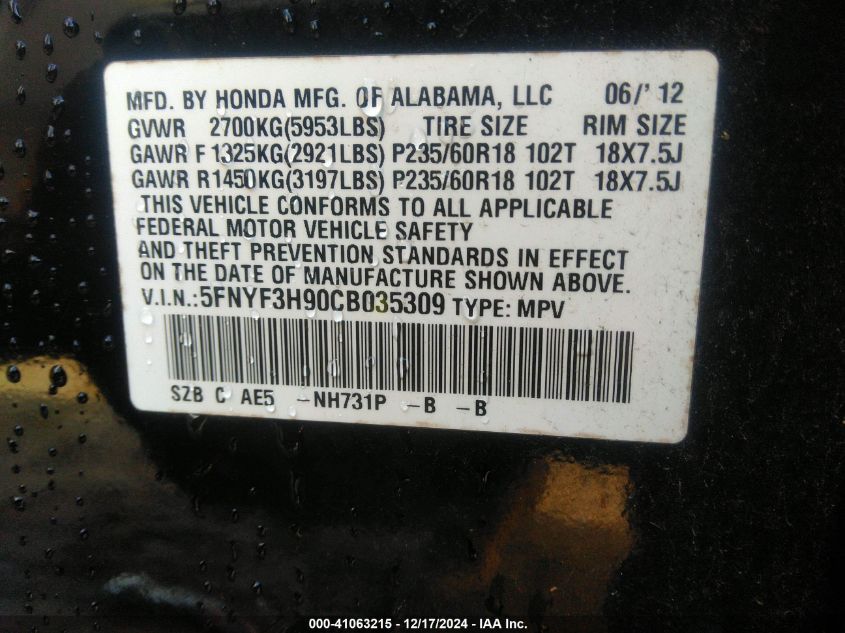 MFD. BY HONDA MFG. OF ALABAMA, LLC 06/' 12
GVWR 2700KG(5953LBS) TIRE SIZE RIM SIZE
GAWR F 1325KG(2921LBS) P235/60R18 102T 18X7.5J
GAWR R1450KG(3197LBS) P235/60R18 102T 18X7.5J
THIS VEHICLE CONFORMS TO ALL APPLICABLE
FEDERAL MOTOR VEHICLE SAFETY
AND THEFT PREVENTION STANDARDS IN EFFECT
ON THE DATE OF MANUFACTURE SHOWN ABOVE.
V.I.N.:5FNYF3H90CB035309 TYPE: MPV
SZB C AE5 -NH731P -B -B
000-41063215 - 12/17/2024 - IAA Inc.